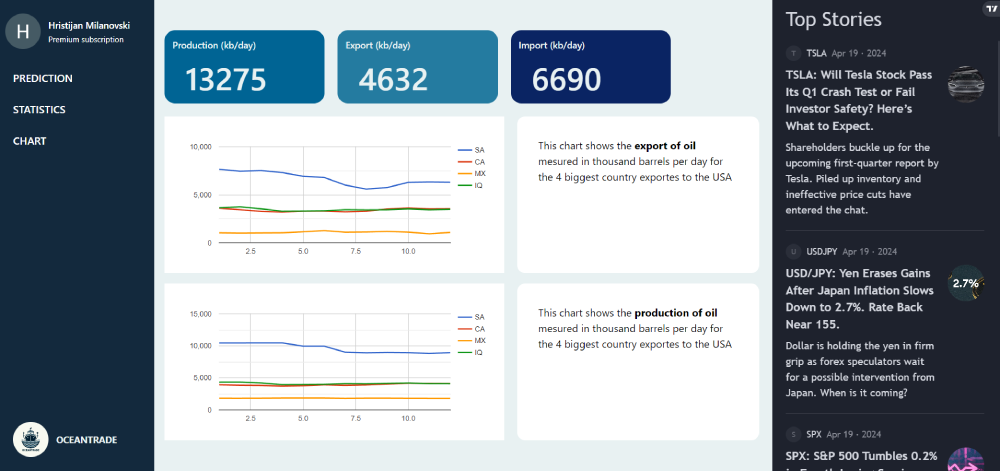 H
Hristijan Milanovski
Premium subscription
PREDICTION
STATISTICS
CHART
OCEANTRADE
Production (kb/day)
13275
Export (kb/day)
4632
Import (kb/day)
6690
10,000
5,000
0
2.5
5.0
7.5
10.0
SA
CA
MX
IQ
This chart shows the export of oil
mesured in thousand barrels per day for
the 4 biggest country exportes to the USA
15,000
10,000
5,000
0
2.5
5.0
7.5
10.0
SA
CA
MX
IQ
This chart shows the production of oil
mesured in thousand barrels per day for
the 4 biggest country exportes to the USA
Top Stories
T TSLA Apr 19 · 2024
TSLA: Will Tesla Stock Pass
Its Q1 Crash Test or Fail
Investor Safety? Here's
What to Expect.
Shareholders buckle up for the
upcoming first-quarter report by
Tesla. Piled up inventory and
ineffective price cuts have
entered the chat.
U USDJPY Apr 19 · 2024
USD/JPY: Yen Erases Gains
After Japan Inflation Slows
Down to 2.7%. Rate Back
Near 155.
2.7%
Dollar is holding the yen in firm
grip as forex speculators wait
for a possible intervention from
Japan. When is it coming?
S SPX Apr 19 · 2024
SPX: S&P 500 Tumbles 0.2%